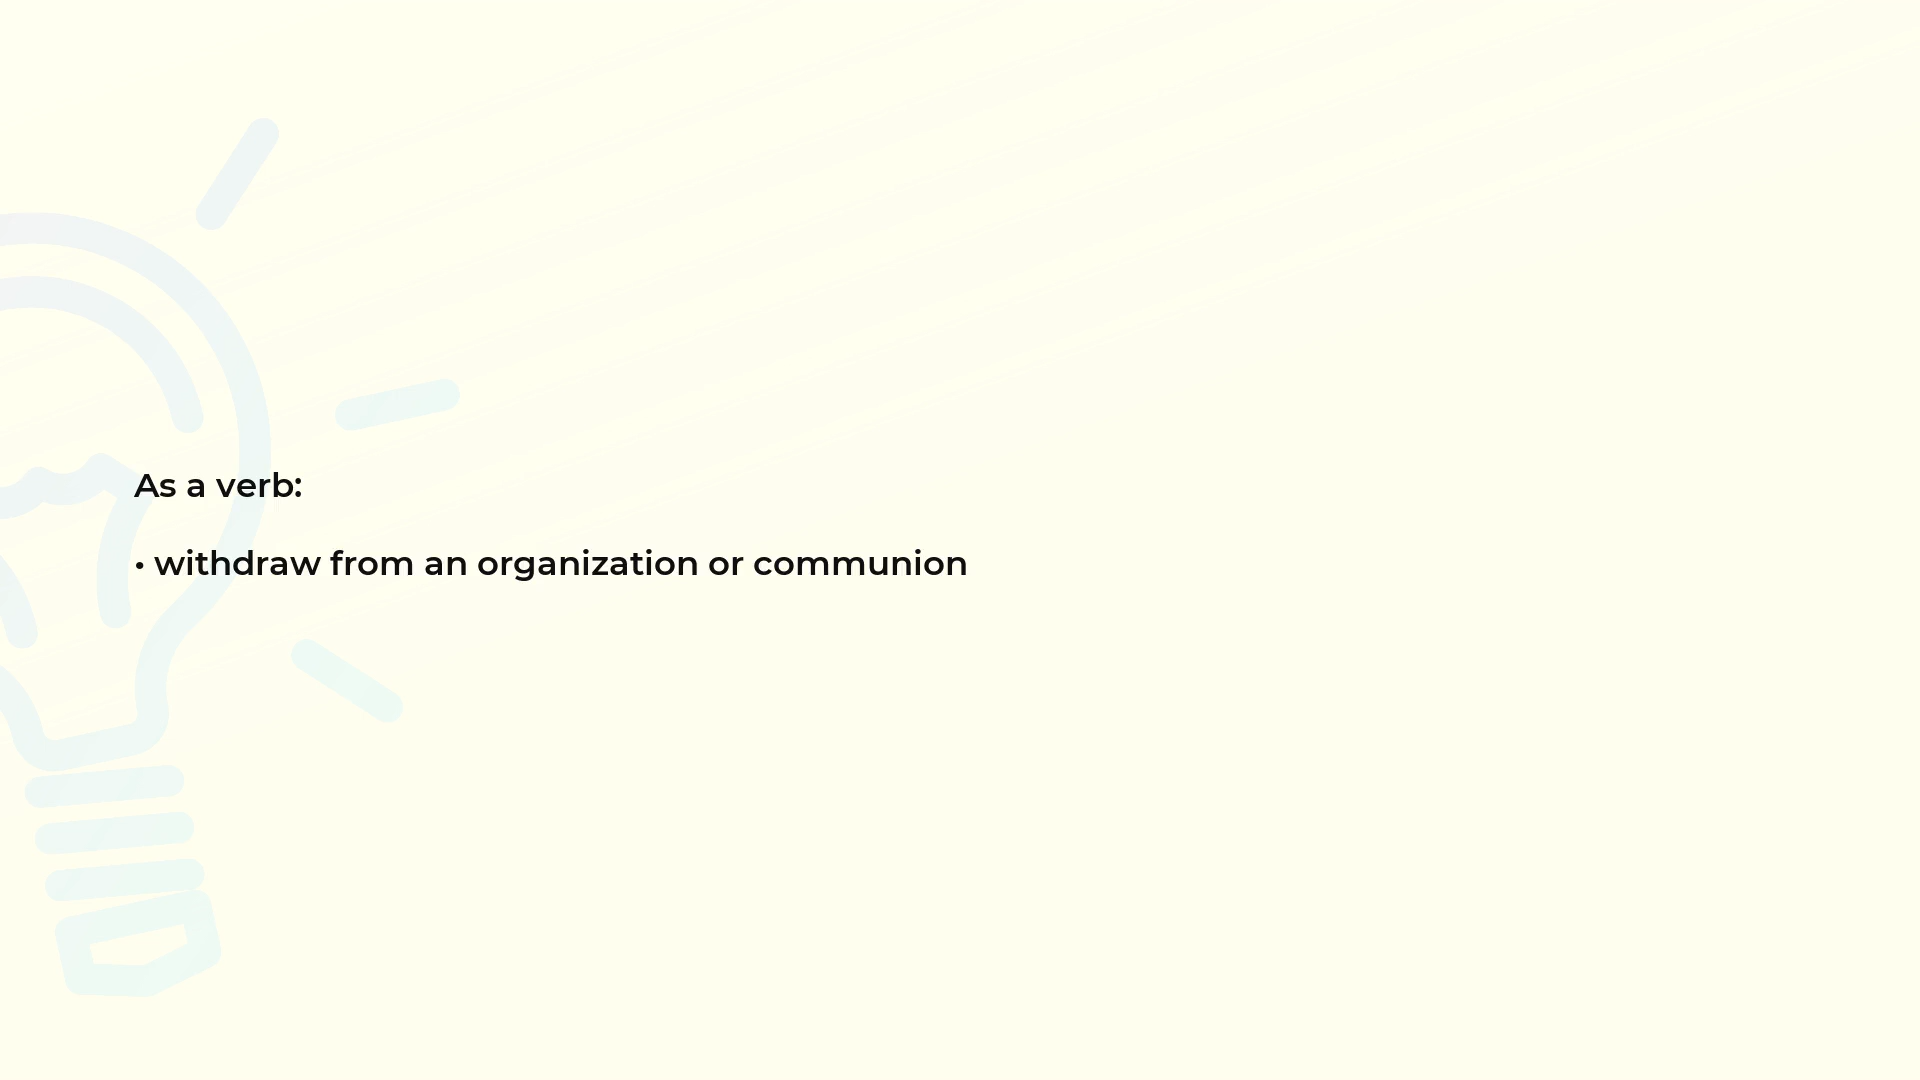 As a verb:
• withdraw from an organization or communion